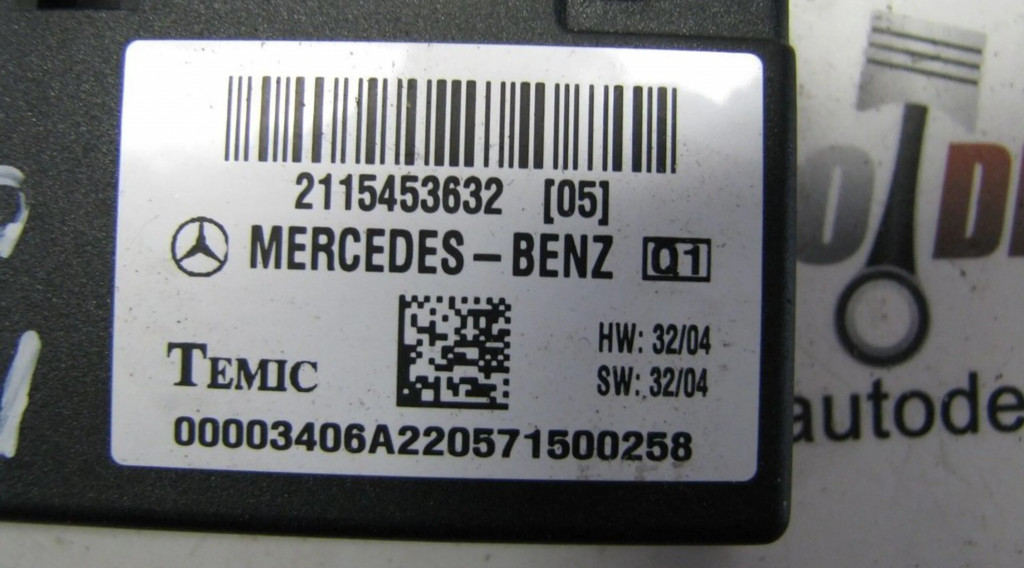 2115453632 [05]
MERCEDES-BENZ Q1
HW: 32/04
TEMIC
SW: 32/04
00003406A220571500258
autode